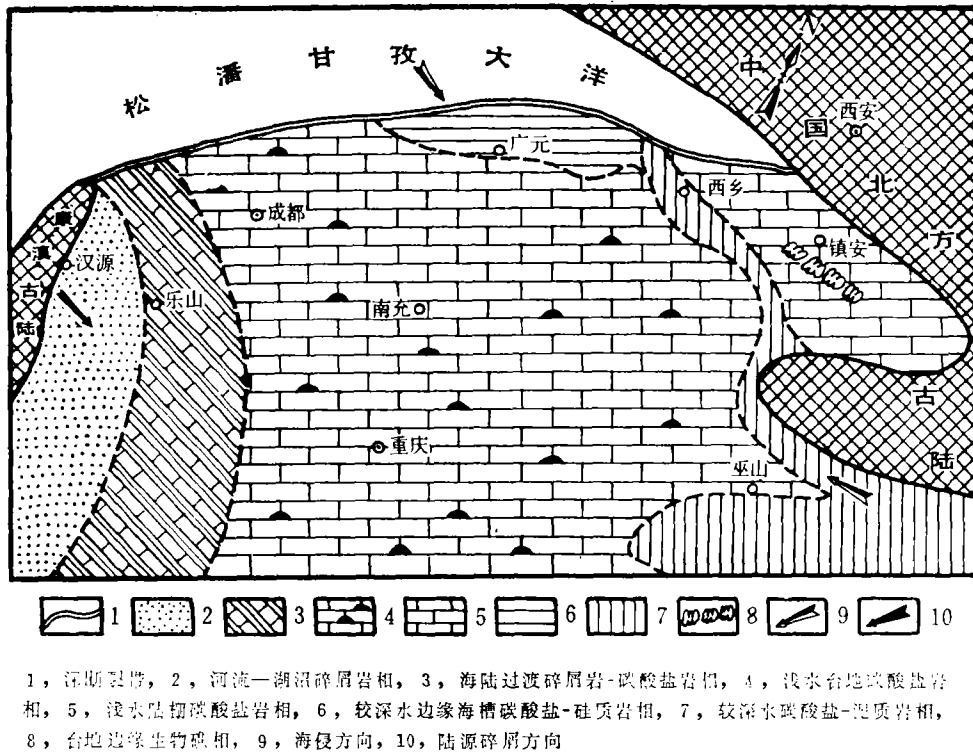 松潘甘孜大洋
N
中国北方古陆
西安
广元
西乡
康滇古陆
成都
镇安
汉源
乐山
南充
重庆
巫山
1 2 3 4 5 6 7 8 9 10
1，深断裂带，2，河流—湖沼碎屑岩相，3，海陆过渡碎屑岩-碳酸盐岩相，4，浅水台地碳酸盐岩
相，5，浅水陆棚碳酸盐岩相，6，较深水边缘海槽碳酸盐-硅质岩相，7，较深水碳酸盐-泥质岩相，
8，台地边缘生物礁相，9，海侵方向，10，陆源碎屑方向